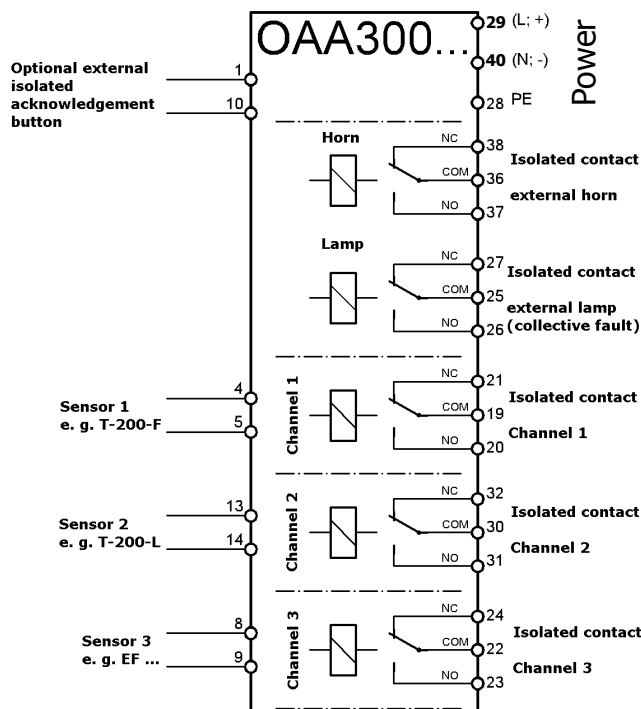 OAA300...
29 (L; +)
40 (N; -)
28 PE
Power
Optional external
isolated
acknowledgement
button
1
10
Horn
NC
38
COM
36
NO
37
Isolated contact
external horn
Lamp
NC
27
COM
25
NO
26
Isolated contact
external lamp
(collective fault)
Sensor 1
e. g. T-200-F
4
5
Channel 1
NC
21
COM
19
NO
20
Isolated contact
Channel 1
Sensor 2
e. g. T-200-L
13
14
Channel 2
NC
32
COM
30
NO
31
Isolated contact
Channel 2
Sensor 3
e. g. EF ...
8
9
Channel 3
NC
24
COM
22
NO
23
Isolated contact
Channel 3